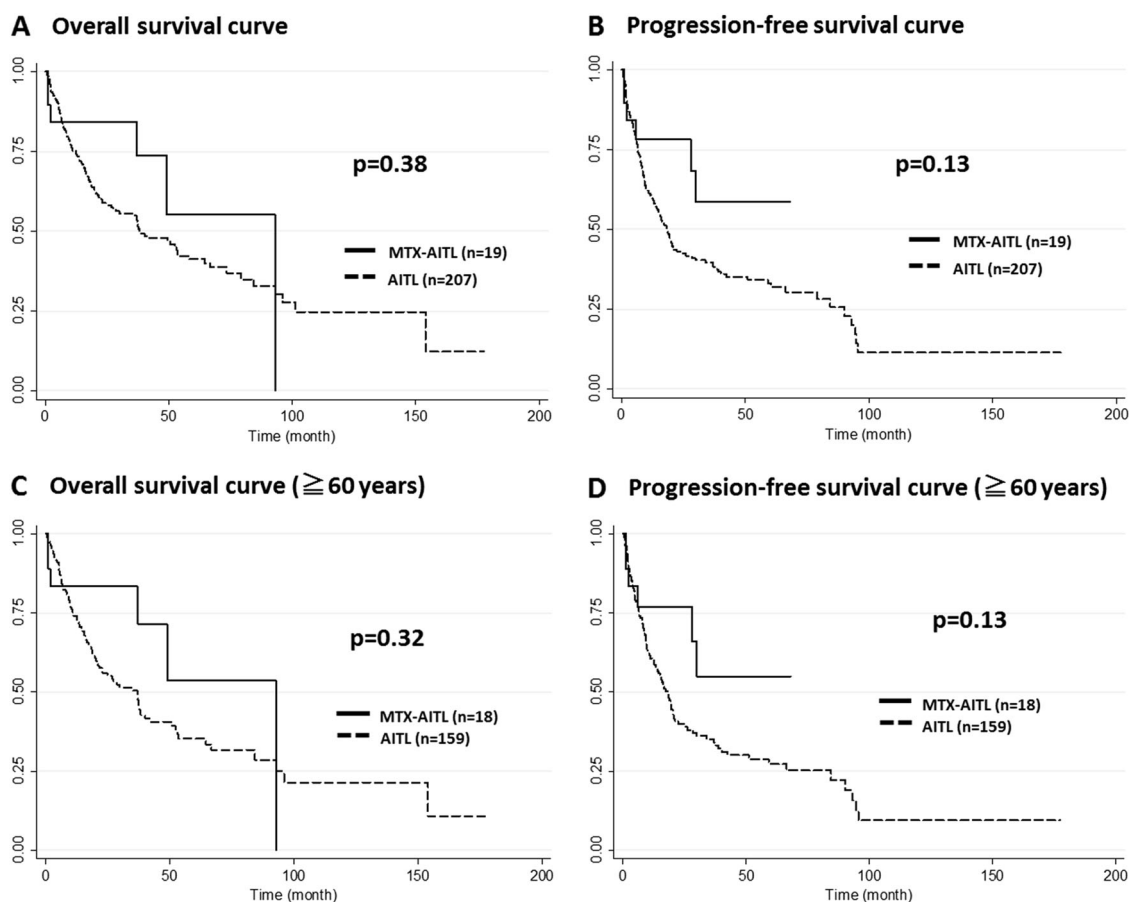 A Overall survival curve
1.00
0.75
0.50
0.25
0.00
p=0.38
MTX-AITL (n=19)
AITL (n=207)
0 50 100 150 200
Time (month)
B Progression-free survival curve
1.00
0.75
0.50
0.25
0.00
p=0.13
MTX-AITL (n=19)
AITL (n=207)
0 50 100 150 200
Time (month)
C Overall survival curve (≧ 60 years)
1.00
0.75
0.50
0.25
0.00
p=0.32
MTX-AITL (n=18)
AITL (n=159)
0 50 100 150 200
Time (month)
D Progression-free survival curve (≧ 60 years)
1.00
0.75
0.50
0.25
0.00
p=0.13
MTX-AITL (n=18)
AITL (n=159)
0 50 100 150 200
Time (month)